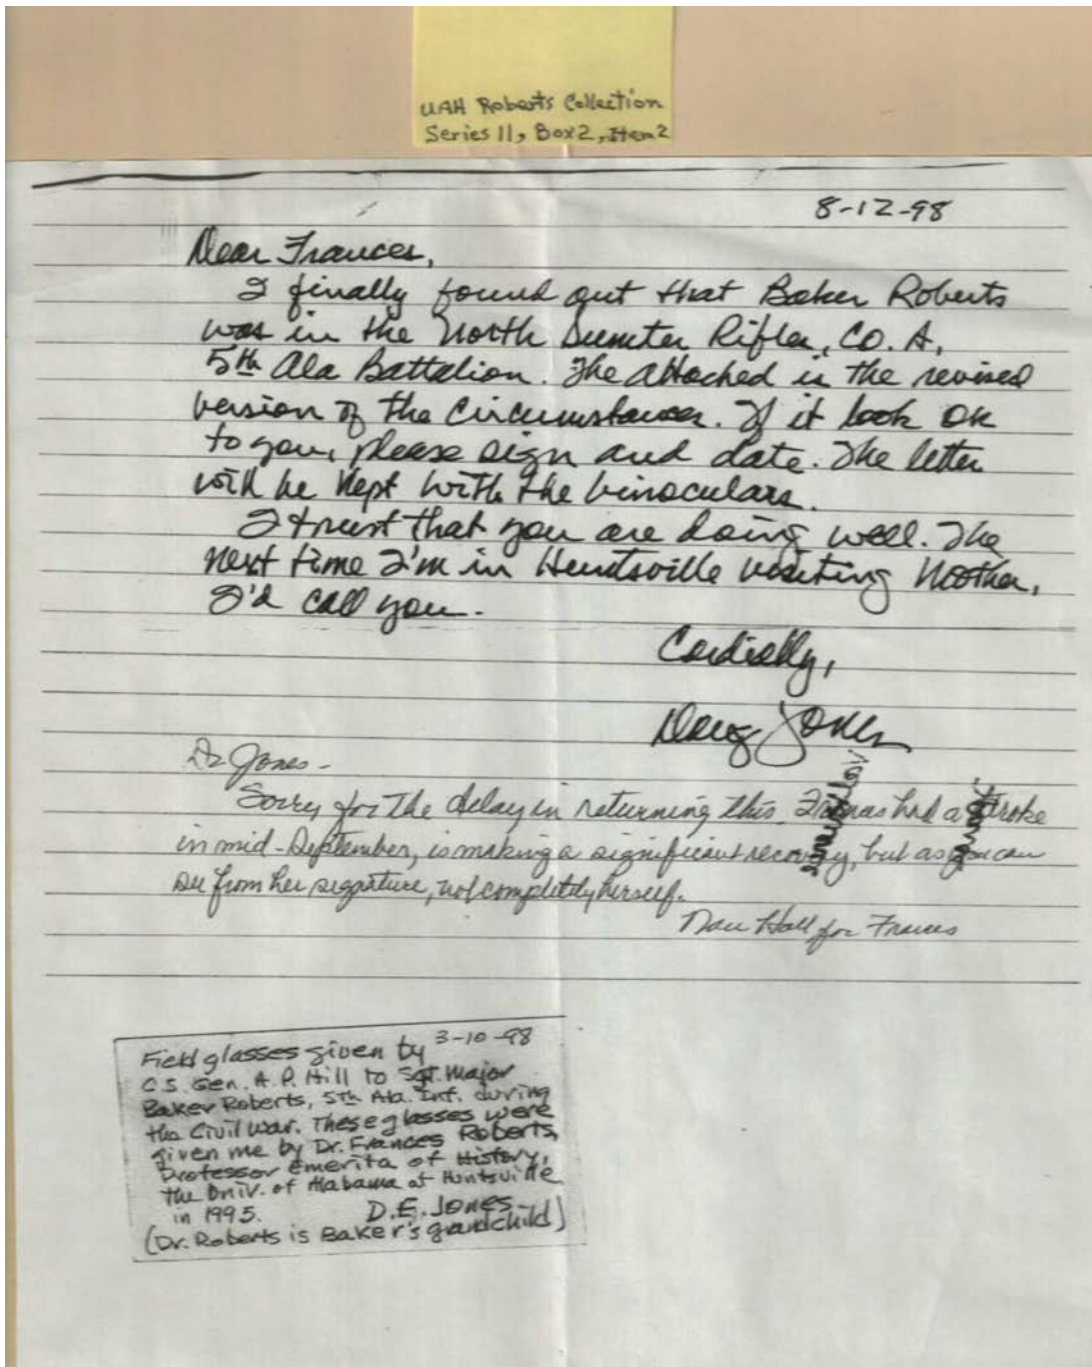 UAH Roberts Collection
Series 11, Box 2, Item 2
8-12-98
Dear Frances,
I finally found out that Baker Roberts
was in the North Sumter Rifles, CO. A,
5th Ala Battalion. The attached is the revised
version of the circumstances. If it look OK
to you, please sign and date. The letter
will be kept with the binoculars.
I trust that you are doing well. The
next time I'm in Huntsville visiting Mother,
I'd call you.
Cordially,
Doug Jones
Dr Jones -
Sorry for the delay in returning this. Frances had a stroke
in mid-September, is making a significant recovery, but as you can
see from her signature, not completely herself.
Nan Hall for Frances
3-10-98
Field glasses given by
C.S. Gen. A. P. Hill to Sgt. Major
Baker Roberts, 5th Ala. Inf. during
the Civil War. These glasses were
given me by Dr. Frances Roberts,
Professor Emerita of History,
the Univ. of Alabama at Huntsville
in 1995. D.E. Jones
(Dr. Roberts is Baker's grandchild)